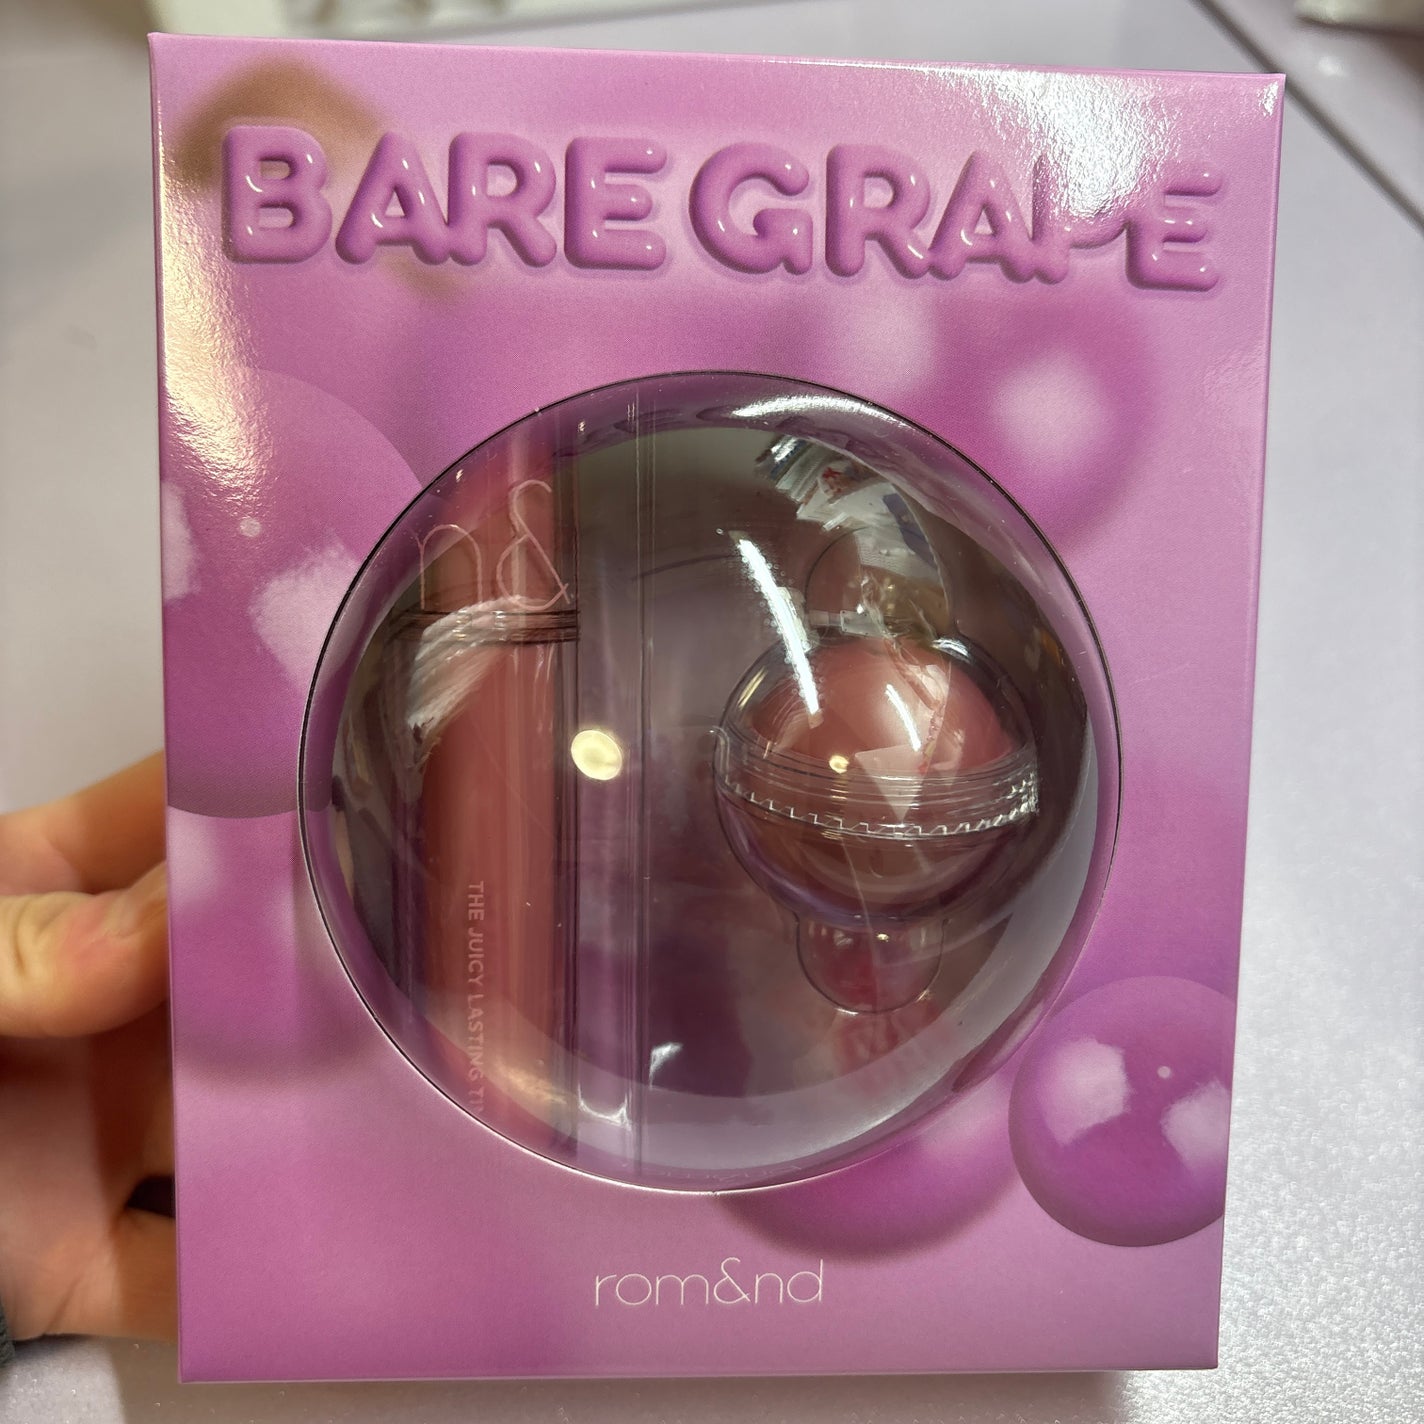 BARE GRAPE
n&
THE JUICY LASTING TI
rom&nd